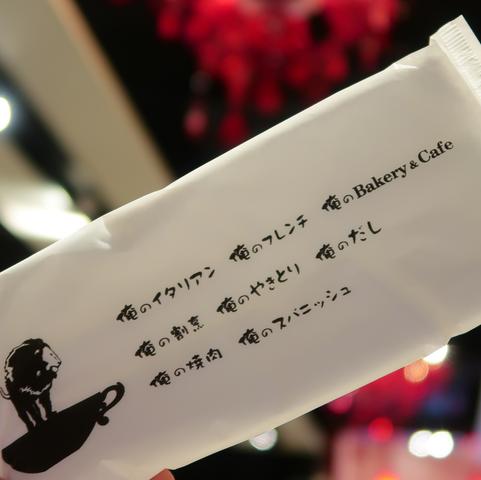 俺のイタリアン 俺のフレンチ 俺のBakery&Cafe
俺の割烹 俺のやきとり 俺のだし
俺の焼肉 俺のスパニッシュ